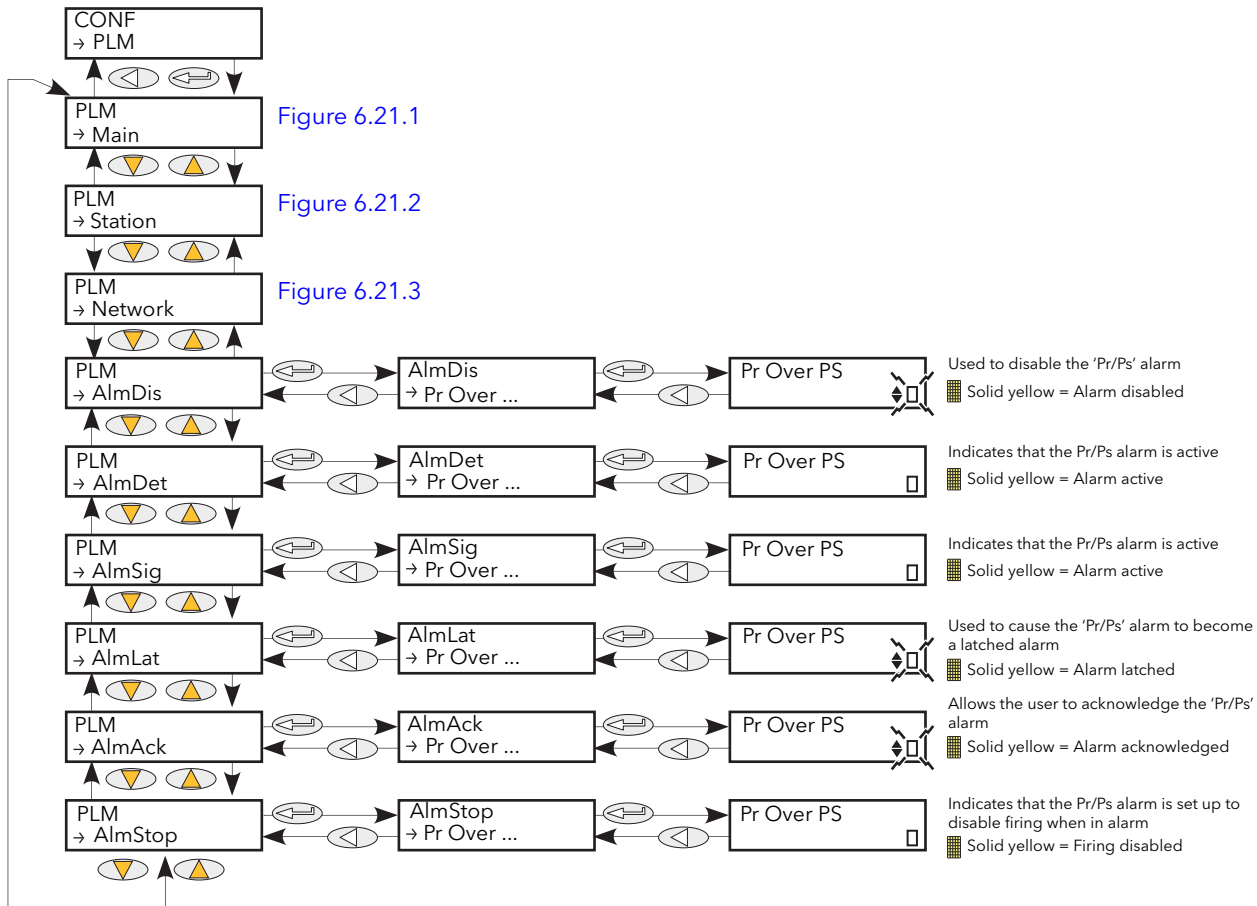 CONF
→ PLM
PLM
→ Main
Figure 6.21.1
PLM
→ Station
Figure 6.21.2
PLM
→ Network
Figure 6.21.3
PLM
→ AlmDis
AlmDis
→ Pr Over ...
Pr Over PS
Used to disable the ‘Pr/Ps’ alarm
Solid yellow = Alarm disabled
PLM
→ AlmDet
AlmDet
→ Pr Over ...
Pr Over PS
Indicates that the Pr/Ps alarm is active
Solid yellow = Alarm active
PLM
→ AlmSig
AlmSig
→ Pr Over ...
Pr Over PS
Indicates that the Pr/Ps alarm is active
Solid yellow = Alarm active
PLM
→ AlmLat
AlmLat
→ Pr Over ...
Pr Over PS
Used to cause the ‘Pr/Ps’ alarm to become
a latched alarm
Solid yellow = Alarm latched
PLM
→ AlmAck
AlmAck
→ Pr Over ...
Pr Over PS
Allows the user to acknowledge the ‘Pr/Ps’
alarm
Solid yellow = Alarm acknowledged
PLM
→ AlmStop
AlmStop
→ Pr Over ...
Pr Over PS
Indicates that the Pr/Ps alarm is set up to
disable firing when in alarm
Solid yellow = Firing disabled